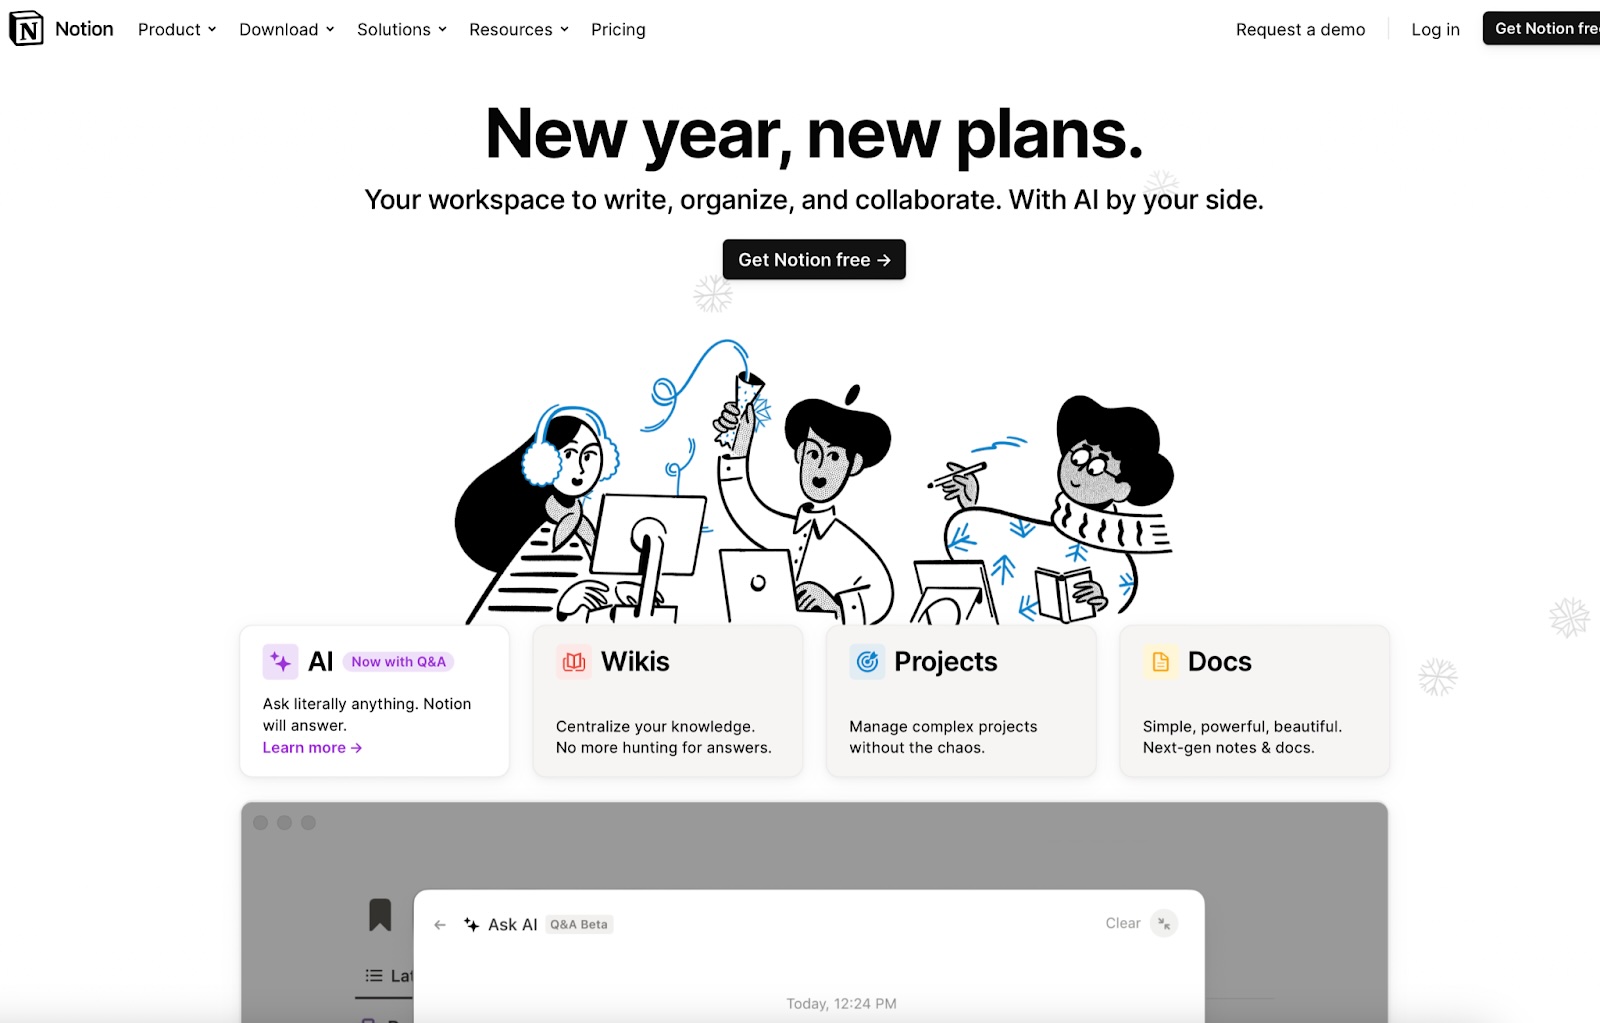 Notion
Product
Download
Solutions
Resources
Pricing
Request a demo
Log in
Get Notion fre
New year, new plans.
Your workspace to write, organize, and collaborate. With AI by your side.
Get Notion free →
AI Now with Q&A
Ask literally anything. Notion
will answer.
Learn more →
Wikis
Centralize your knowledge.
No more hunting for answers.
Projects
Manage complex projects
without the chaos.
Docs
Simple, powerful, beautiful.
Next-gen notes & docs.
← Ask AI Q&A Beta
Clear
Lat
Today, 12:24 PM